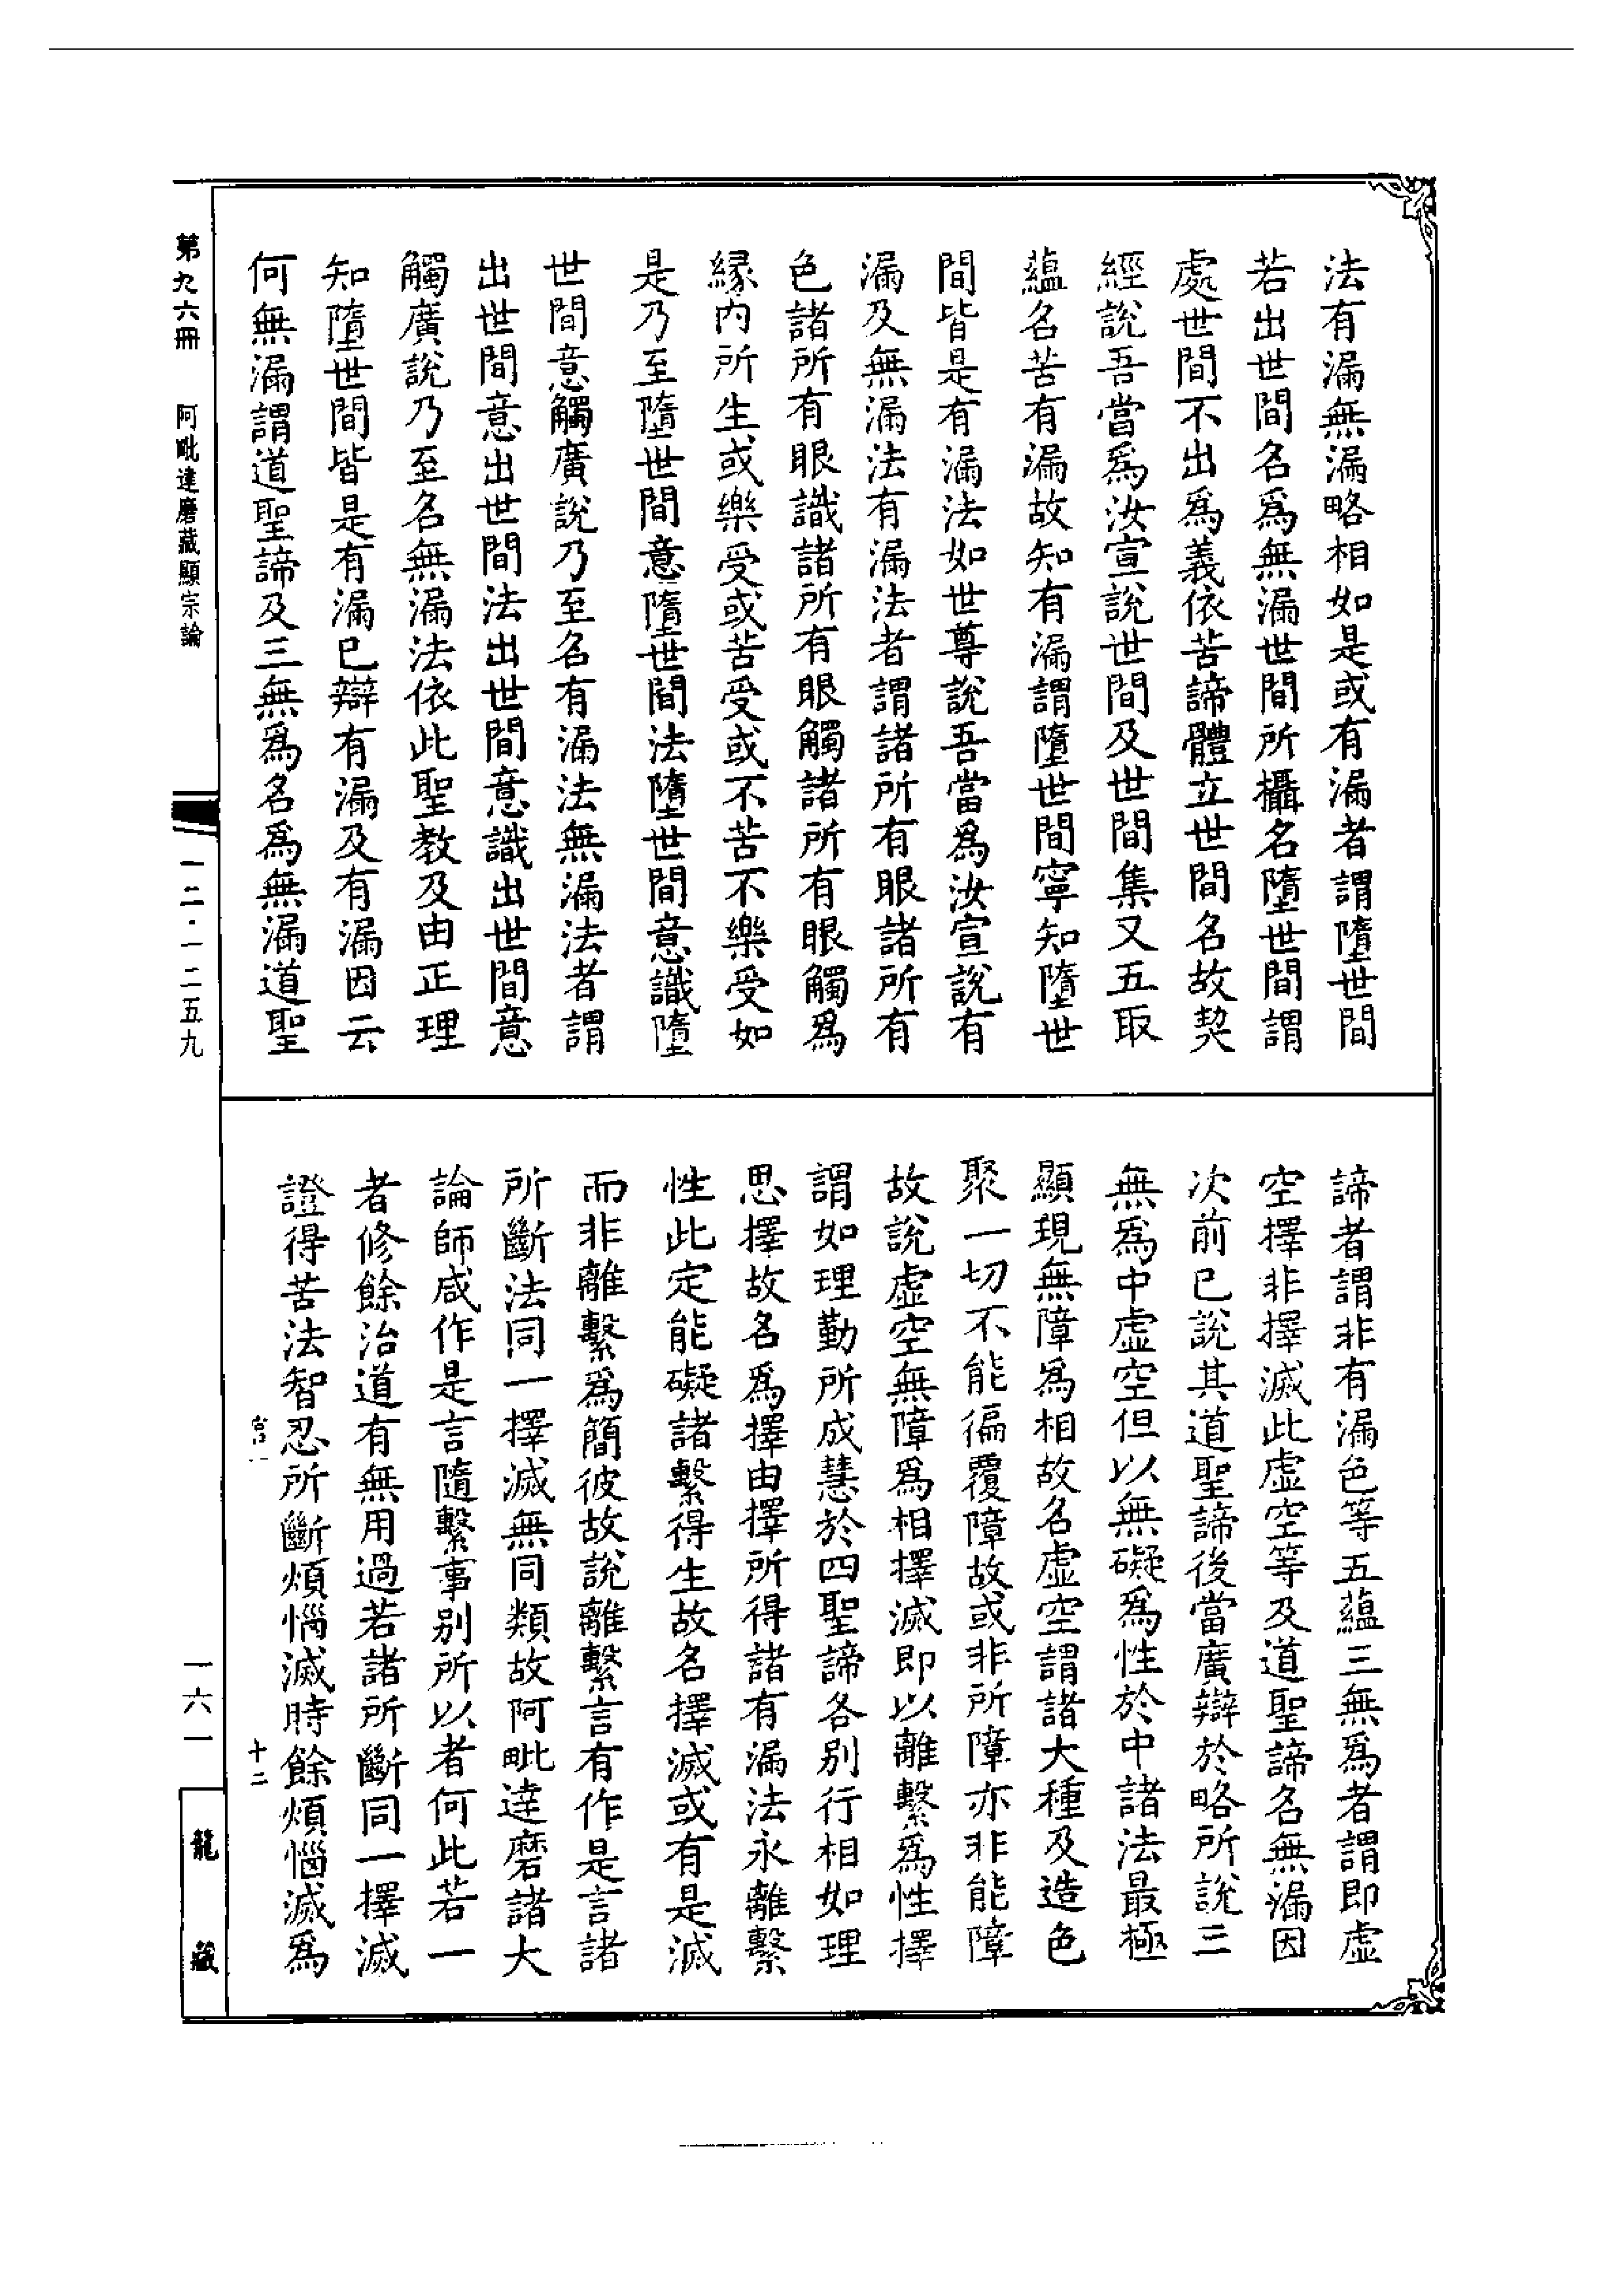 法有漏無漏略相如是或有漏者謂墮世間
若出世間名為無漏世間所攝名墮世間謂
處世間不出為義依苦諦體立世間名故契
經說吾當為汝宣說世間及世間集又五取
蘊名苦有漏故知有漏謂墮世間寧知墮世
間皆是有漏法如世尊說吾當為汝宣說有
漏及無漏法有漏法者謂諸所有眼諸所有
色諸所有眼識諸所有眼觸諸所有眼觸為
緣內所生或樂受或苦受或不苦不樂受如
是乃至墮世間意墮世間法墮世間意識墮
世間意觸廣說乃至名有漏法無漏法者謂
出世間意出世間法出世間意識出世間意
觸廣說乃至名無漏法依此聖教及由正理
知墮世間皆是有漏已辯有漏及有漏因云
何無漏謂道聖諦及三無為名為無漏道聖
諦者謂非有漏色等五蘊三無為者謂即虛
空擇非擇滅此虛空等及道聖諦名無漏因
次前已說其道聖諦後當廣辯於略所說三
無為中虛空但以無礙為性於中諸法最極
顯現無障為相故名虛空謂諸大種及造色
聚一切不能徧覆障故或非所障亦非能障
故說虛空無障為相擇滅即以離繫為性擇
謂如理勤所成慧於四聖諦各別行相如理
思擇故名為擇由擇所得諸有漏法永離繫
性此定能礙諸繫得生故名擇滅或有是滅
而非離繫為簡彼故說離繫言有作是言諸
所斷法同一擇滅無同類故阿毗達磨諸大
論師咸作是言隨繫事別所以者何此若一
者修餘治道有無用過若諸所斷同一擇滅
證得苦法智忍所斷煩惱滅時餘煩惱滅為
十二
第九六冊 阿毗達磨藏顯宗論
一二·一二五九
一六一
龍藏